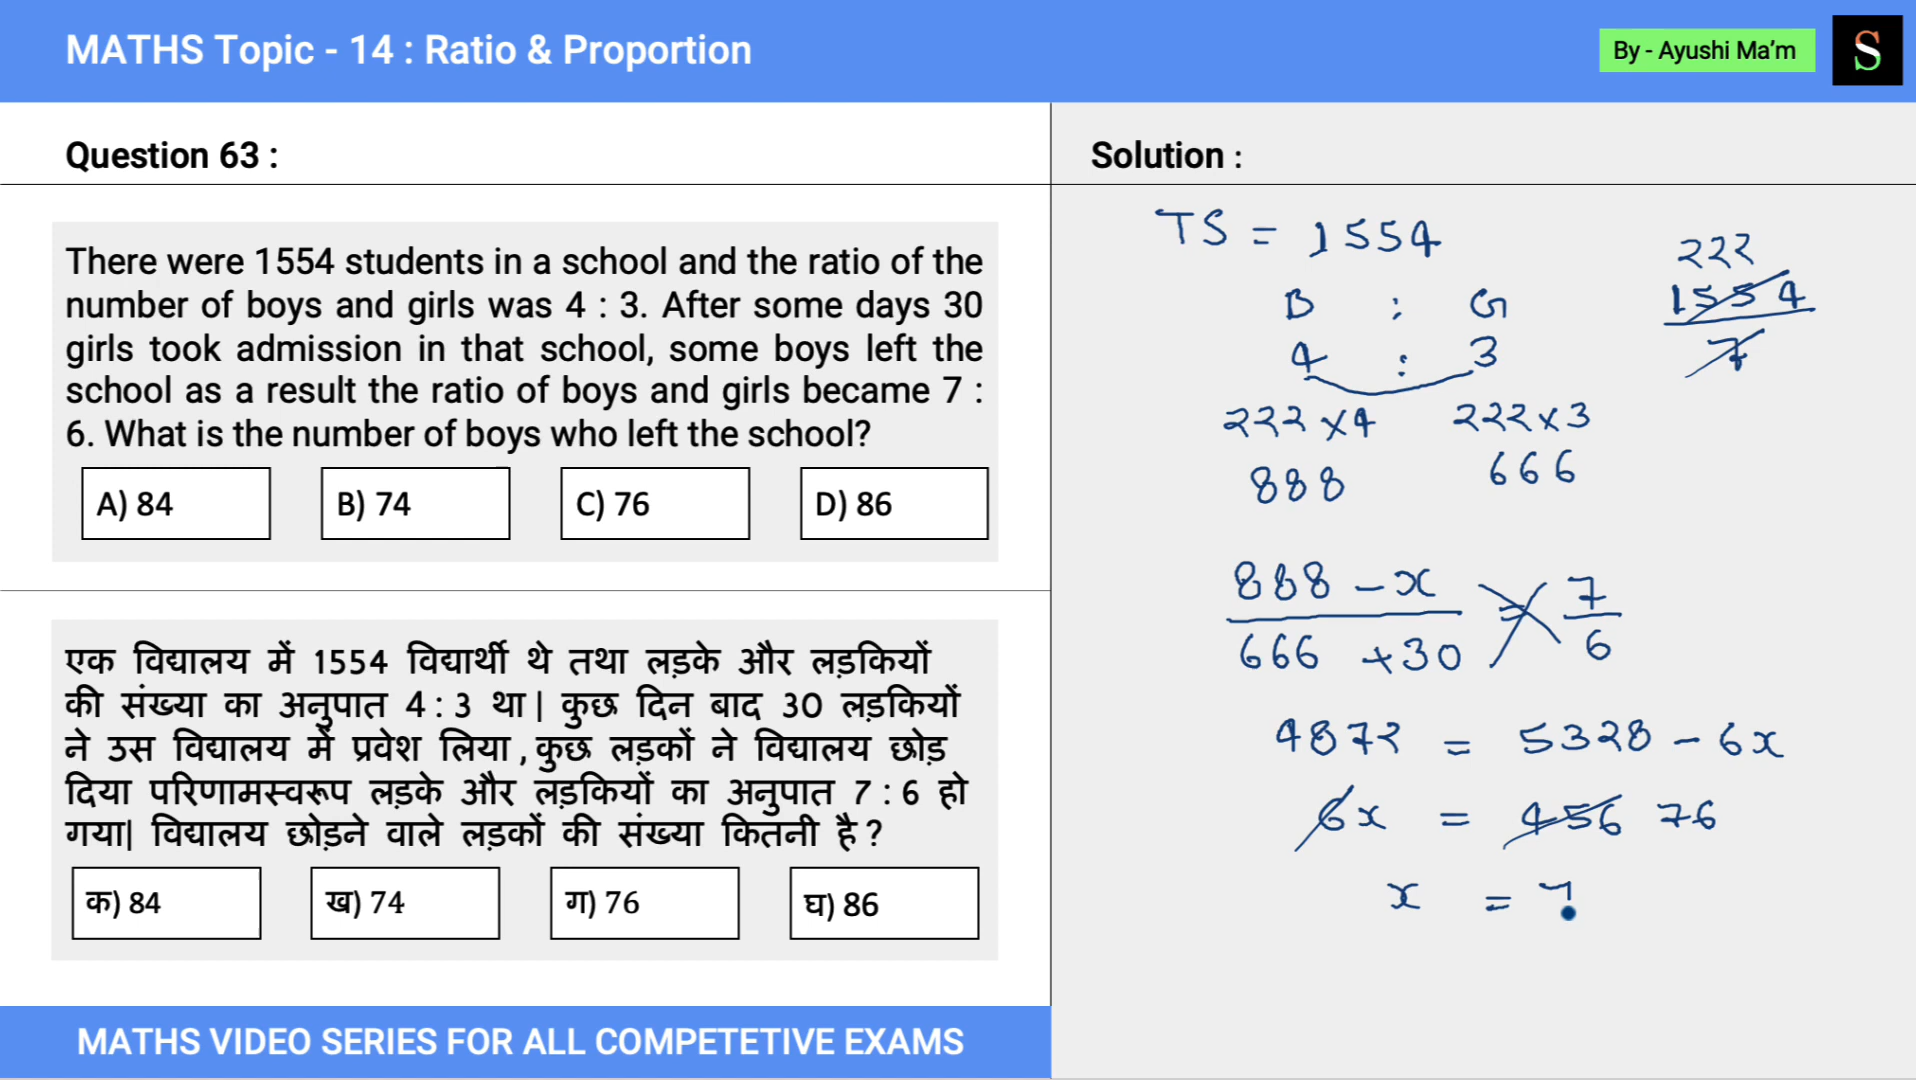 MATHS Topic - 14 : Ratio & Proportion
By - Ayushi Ma’m
S
Question 63 :
There were 1554 students in a school and the ratio of the
number of boys and girls was 4 : 3. After some days 30
girls took admission in that school, some boys left the
school as a result the ratio of boys and girls became 7 :
6. What is the number of boys who left the school?
A) 84
B) 74
C) 76
D) 86
एक विद्यालय में 1554 विद्यार्थी थे तथा लड़के और लड़कियों
की संख्या का अनुपात 4 : 3 था| कुछ दिन बाद 30 लड़कियों
ने उस विद्यालय में प्रवेश लिया , कुछ लड़कों ने विद्यालय छोड़
दिया परिणामस्वरूप लड़के और लड़कियों का अनुपात 7 : 6 हो
गया| विद्यालय छोड़ने वाले लड़कों की संख्या कितनी है ?
क) 84
ख) 74
ग) 76
घ) 86
MATHS VIDEO SERIES FOR ALL COMPETETIVE EXAMS
Solution :
TS = 1554
222
1554
7
B : G
4 : 3
222 x 4 222 x 3
888 666
888 - x = 7
666 + 30 6
4872 = 5328 - 6x
6x = 456 76
x = 7